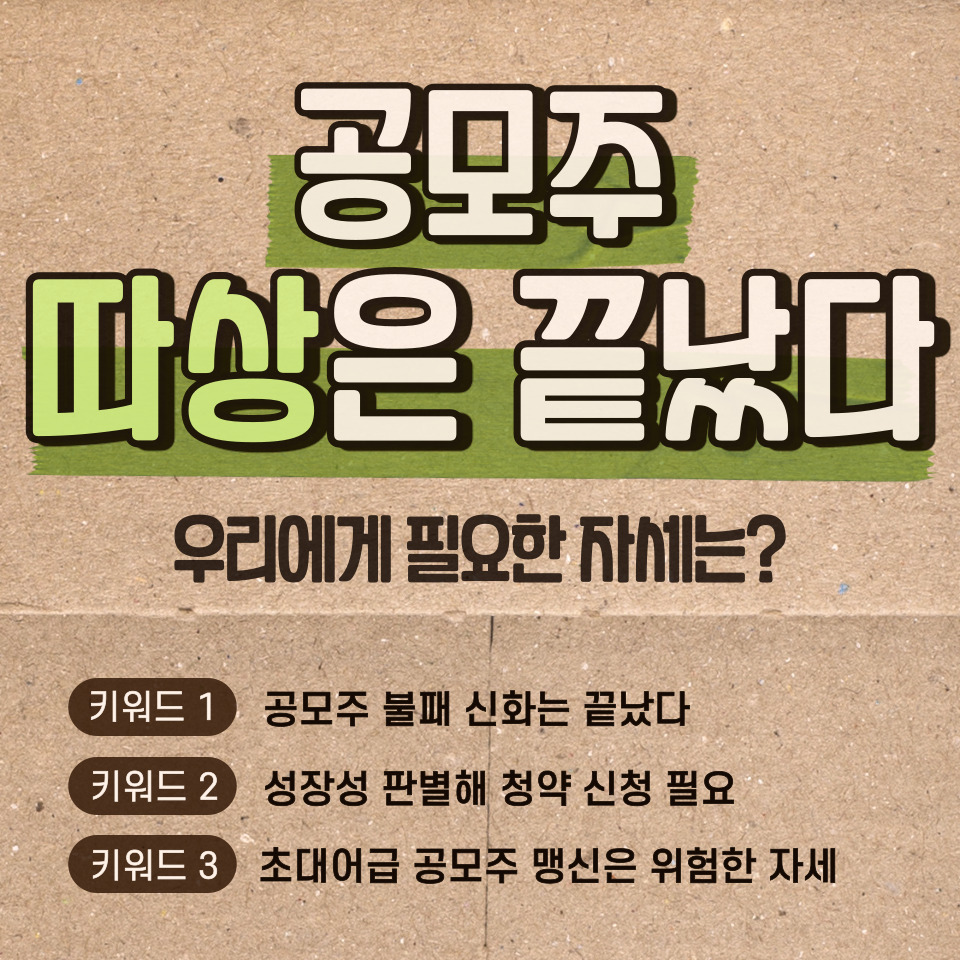 공모주
따상은 끝났다
우리에게 필요한 자세는?
키워드 1 공모주 불패 신화는 끝났다
키워드 2 성장성 판별해 청약 신청 필요
키워드 3 초대어급 공모주 맹신은 위험한 자세